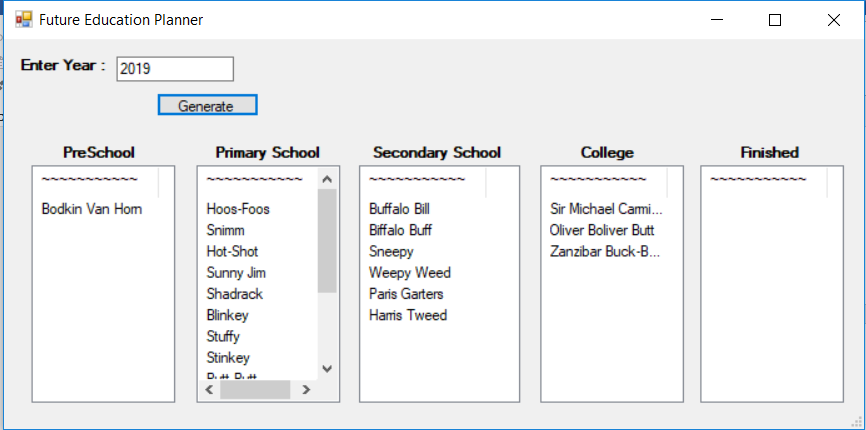 Future Education Planner
Enter Year :
2019
Generate
PreSchool
~~~~~~~~~~~
Bodkin Van Horn
Primary School
~~~~~~~~~~~
Hoos-Foos
Snimm
Hot-Shot
Sunny Jim
Shadrack
Blinkey
Stuffy
Stinkey
Putt-Putt
Secondary School
~~~~~~~~~~~
Buffalo Bill
Biffalo Buff
Sneepy
Weepy Weed
Paris Garters
Harris Tweed
College
~~~~~~~~~~~
Sir Michael Carmi...
Oliver Boliver Butt
Zanzibar Buck-B...
Finished
~~~~~~~~~~~